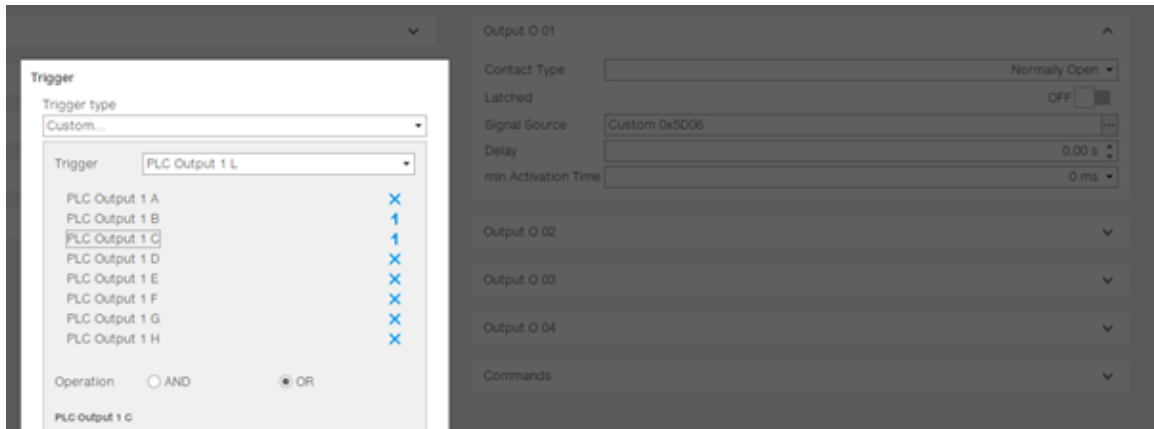 Trigger
Trigger type
Custom...
Trigger PLC Output 1 L
PLC Output 1 A X
PLC Output 1 B 1
PLC Output 1 C 1
PLC Output 1 D X
PLC Output 1 E X
PLC Output 1 F X
PLC Output 1 G X
PLC Output 1 H X
Operation AND OR
PLC Output 1 C
Output O 01
Contact Type Normally Open
Latched OFF
Signal Source Custom 0x5D06 ...
Delay 0.00 s
min Activation Time 0 ms
Output O 02
Output O 03
Output O 04
Commands